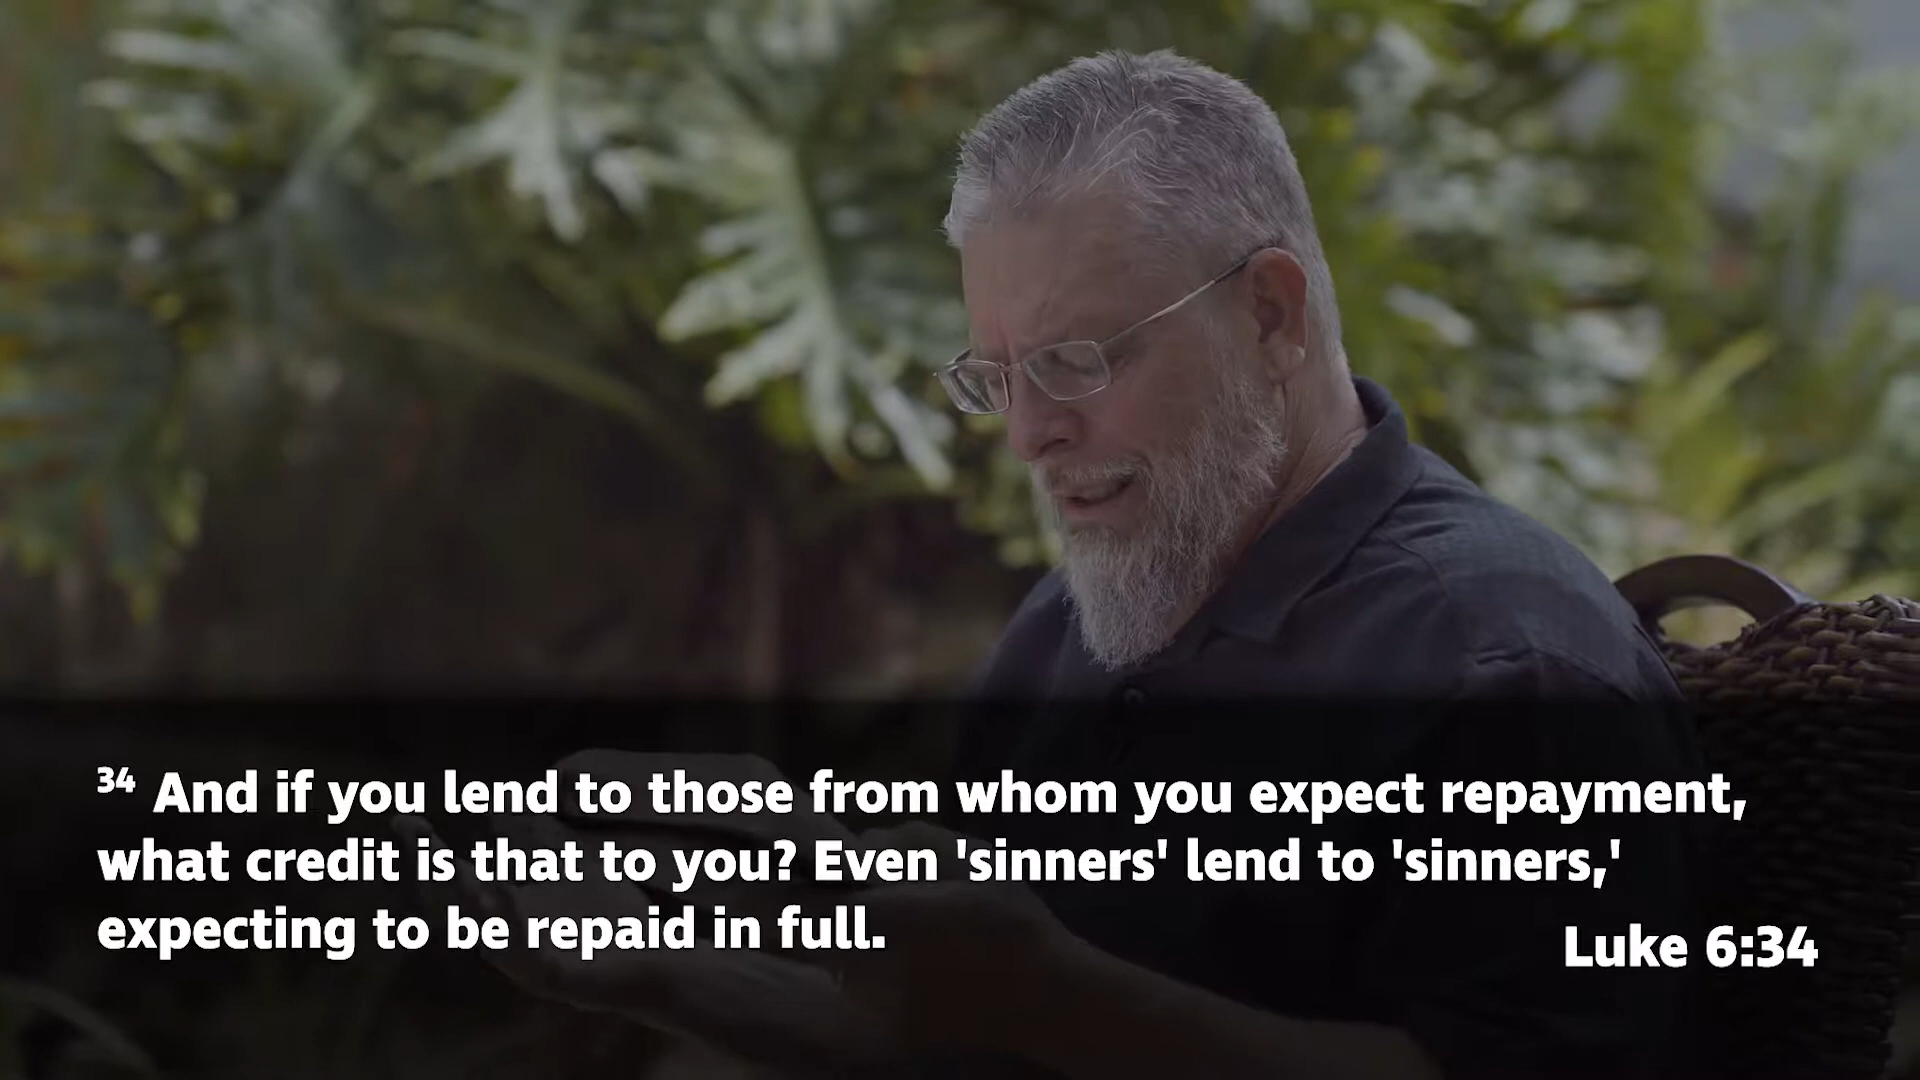 34 And if you lend to those from whom you expect repayment,
what credit is that to you? Even 'sinners' lend to 'sinners,'
expecting to be repaid in full.
Luke 6:34